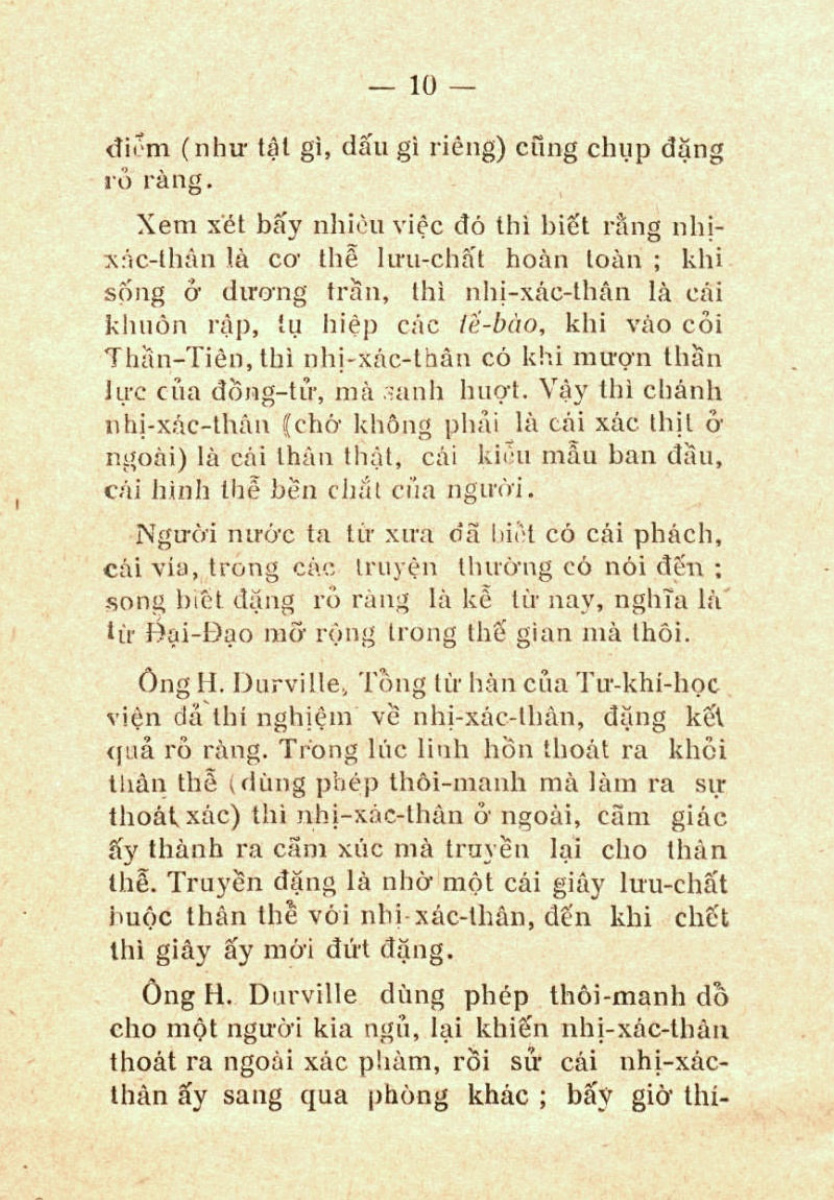 — 10 —
điểm (như tật gì, dấu gì riêng) cũng chụp đặng
rỏ ràng.
Xem xét bấy nhiêu việc đó thì biết rằng nhị-
xác-thân là cơ thể lưu-chất hoàn toàn ; khi
sống ở dương trần, thì nhị-xác-thân là cái
khuôn rập, tụ hiệp các tế-bào, khi vào cỏi
Thần-Tiên, thì nhị-xác-thân có khi mượn thần
lực của đồng-tử, mà sanh huợt. Vậy thì chánh
nhị-xác-thân (chớ không phải là cái xác thịt ở
ngoài) là cái thân thật, cái kiểu mẫu ban đầu,
cái hình thể bền chắt của người.
Người nước ta từ xưa đã biết có cái phách,
cái vía, trong các truyện thường có nói đến ;
song biết đặng rỏ ràng là kể từ nay, nghĩa là
từ Đại-Đạo mỡ rộng trong thế gian mà thôi.
Ông H. Durville, Tổng từ hàn của Tư-khí-học
viện đả thí nghiệm về nhị-xác-thân, đặng kết
quả rỏ ràng. Trong lúc linh hồn thoát ra khỏi
thân thể (dùng phép thôi-manh mà làm ra sự
thoát xác) thì nhị-xác-thân ở ngoài, cãm giác
ấy thành ra cãm xúc mà truyền lại cho thân
thể. Truyền đặng là nhờ một cái giây lưu-chất
buộc thân thể với nhị-xác-thân, đến khi chết
thì giây ấy mới đứt đặng.
Ông H. Durville dùng phép thôi-manh dổ
cho một người kia ngủ, lại khiến nhị-xác-thân
thoát ra ngoài xác phàm, rồi sử cái nhị-xác-
thân ấy sang qua phòng khác ; bấy giờ thí-